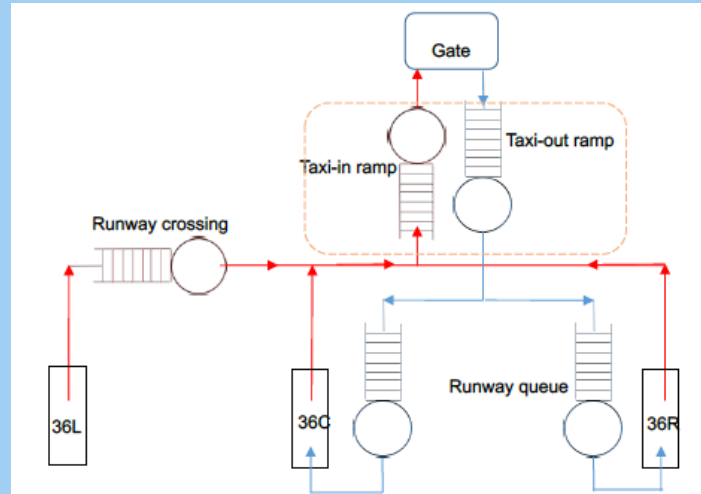 Gate
Taxi-out ramp
Taxi-in ramp
Runway crossing
Runway queue
36L
36C
36R